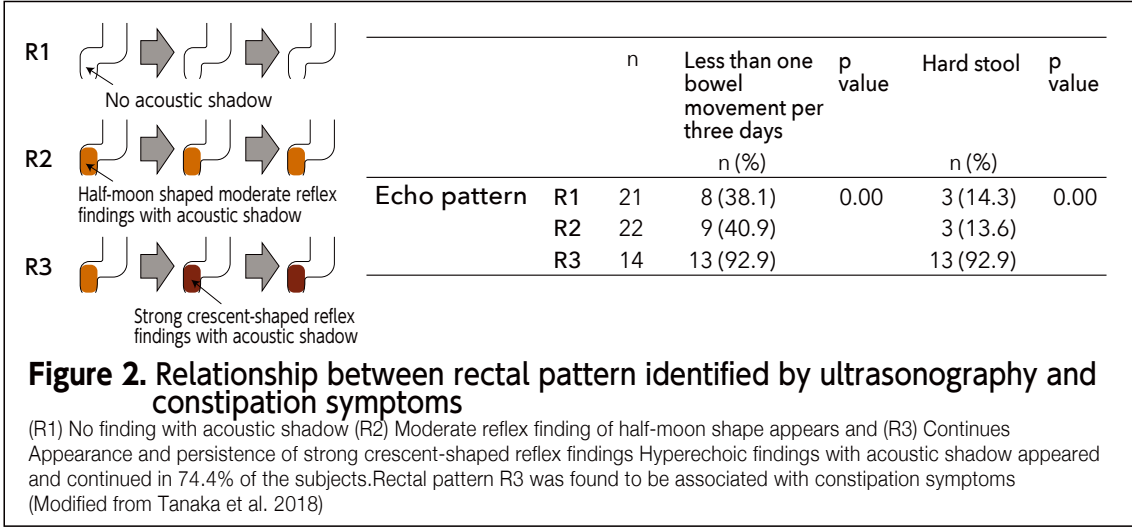 R1
No acoustic shadow
R2
Half-moon shaped moderate reflex
findings with acoustic shadow
R3
Strong crescent-shaped reflex
findings with acoustic shadow
n Less than one bowel movement per three days p value Hard stool p value
n (%) n (%)
Echo pattern R1 21 8 (38.1) 0.00 3 (14.3) 0.00
R2 22 9 (40.9) 3 (13.6)
R3 14 13 (92.9) 13 (92.9)
Figure 2. Relationship between rectal pattern identified by ultrasonography and
constipation symptoms
(R1) No finding with acoustic shadow (R2) Moderate reflex finding of half-moon shape appears and (R3) Continues
Appearance and persistence of strong crescent-shaped reflex findings Hyperechoic findings with acoustic shadow appeared
and continued in 74.4% of the subjects.Rectal pattern R3 was found to be associated with constipation symptoms
(Modified from Tanaka et al. 2018)